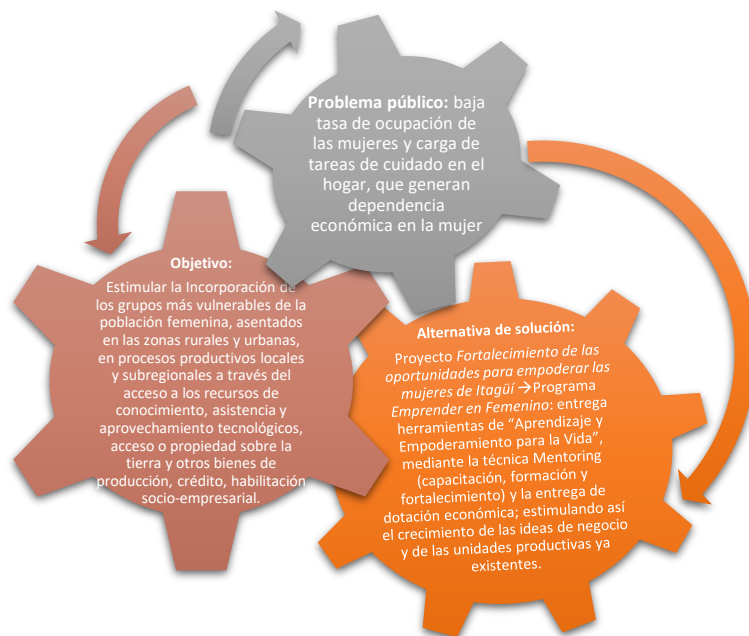 Problema público: baja
tasa de ocupación de
las mujeres y carga de
tareas de cuidado en el
hogar, que generan
dependencia
económica en la mujer
Objetivo:
Estimular la Incorporación de
los grupos más vulnerables de la
población femenina, asentados
en las zonas rurales y urbanas,
en procesos productivos locales
y subregionales a través del
acceso a los recursos de
conocimiento, asistencia y
aprovechamiento tecnológicos,
acceso o propiedad sobre la
tierra y otros bienes de
producción, crédito, habilitación
socio-empresarial.
Alternativa de solución:
Proyecto Fortalecimiento de las
oportunidades para empoderar las
mujeres de Itagüí →Programa
Emprender en Femenino: entrega
herramientas de “Aprendizaje y
Empoderamiento para la Vida”,
mediante la técnica Mentoring
(capacitación, formación y
fortalecimiento) y la entrega de
dotación económica; estimulando así
el crecimiento de las ideas de negocio
y de las unidades productivas ya
existentes.